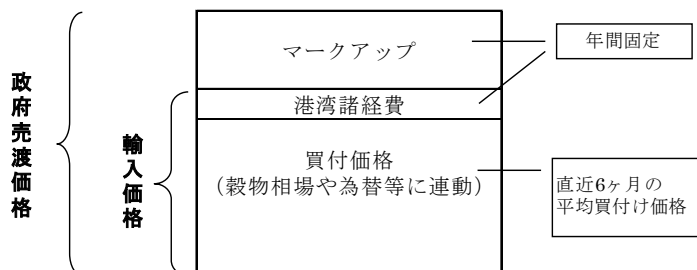 マークアップ
年間固定
港湾諸経費
政府売渡価格
輸入価格
買付価格
(穀物相場や為替等に連動)
直近6ヶ月の
平均買付け価格